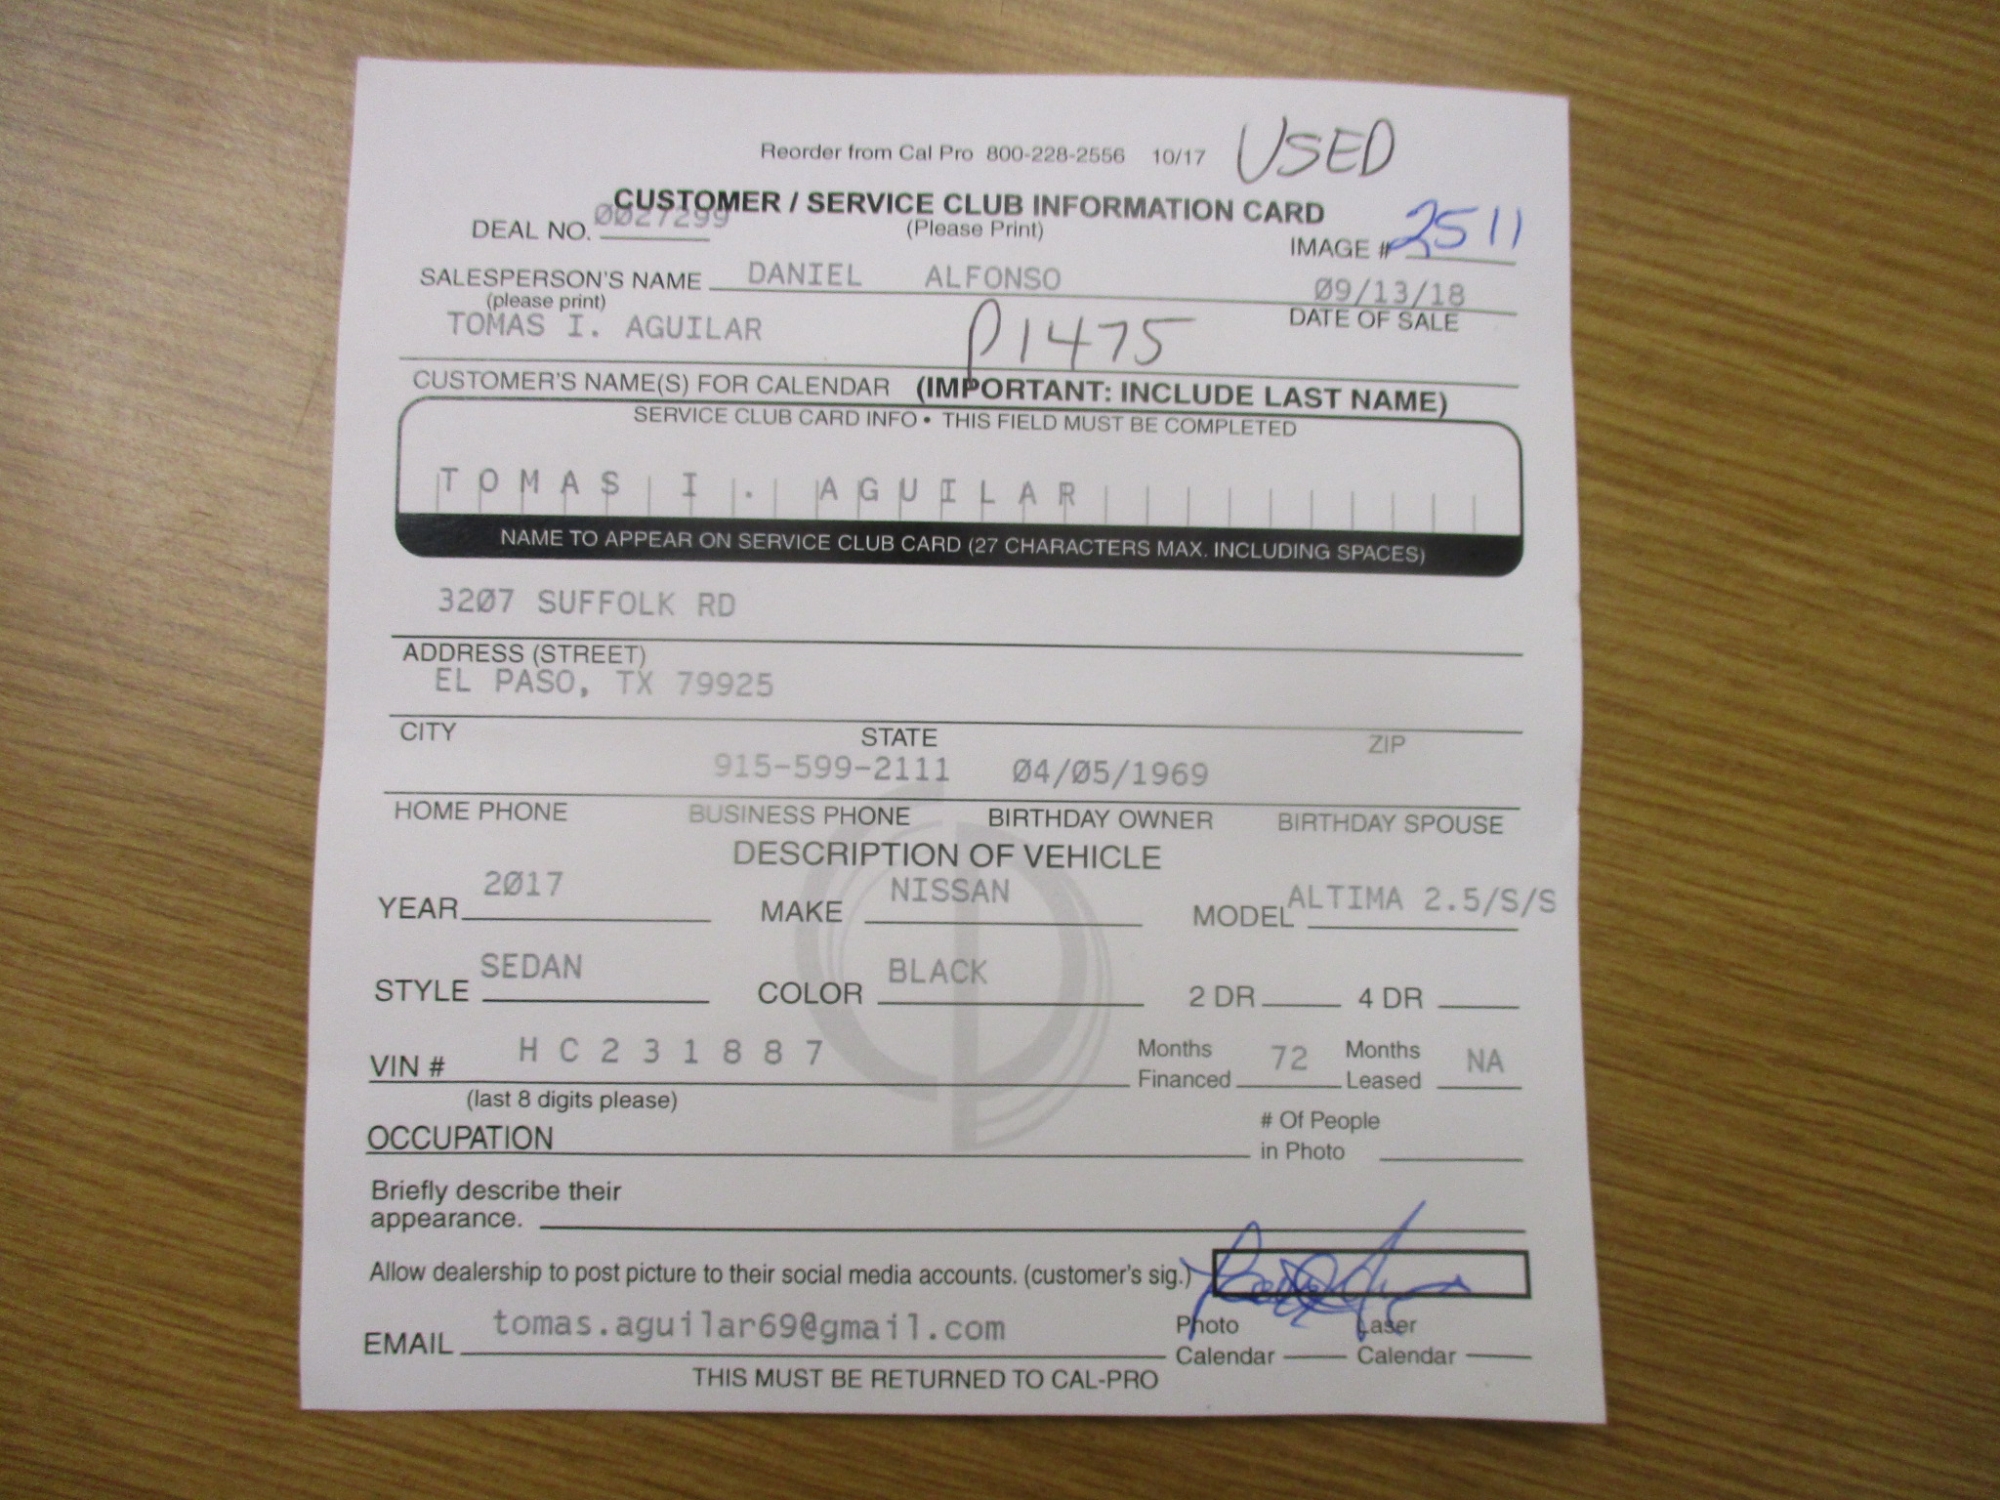 Reorder from Cal Pro 800-228-2556 10/17 USED
CUSTOMER / SERVICE CLUB INFORMATION CARD
DEAL NO. 0027299 (Please Print) IMAGE # 2511
SALESPERSON'S NAME DANIEL ALFONSO 09/13/18
(please print) DATE OF SALE
TOMAS I. AGUILAR P1475
CUSTOMER'S NAME(S) FOR CALENDAR (IMPORTANT: INCLUDE LAST NAME)
SERVICE CLUB CARD INFO • THIS FIELD MUST BE COMPLETED
TOMAS I. AGUILAR
NAME TO APPEAR ON SERVICE CLUB CARD (27 CHARACTERS MAX. INCLUDING SPACES)
3207 SUFFOLK RD
ADDRESS (STREET)
EL PASO, TX 79925
CITY STATE ZIP
915-599-2111 04/05/1969
HOME PHONE BUSINESS PHONE BIRTHDAY OWNER BIRTHDAY SPOUSE
DESCRIPTION OF VEHICLE
YEAR 2017 MAKE NISSAN MODEL ALTIMA 2.5/S/S
STYLE SEDAN COLOR BLACK 2 DR 4 DR
VIN # HC231887 Months Financed 72 Months Leased NA
(last 8 digits please)
OCCUPATION # Of People in Photo
Briefly describe their
appearance.
Allow dealership to post picture to their social media accounts. (customer's sig.)
EMAIL tomas.aguilar69@gmail.com Photo Calendar Laser Calendar
THIS MUST BE RETURNED TO CAL-PRO